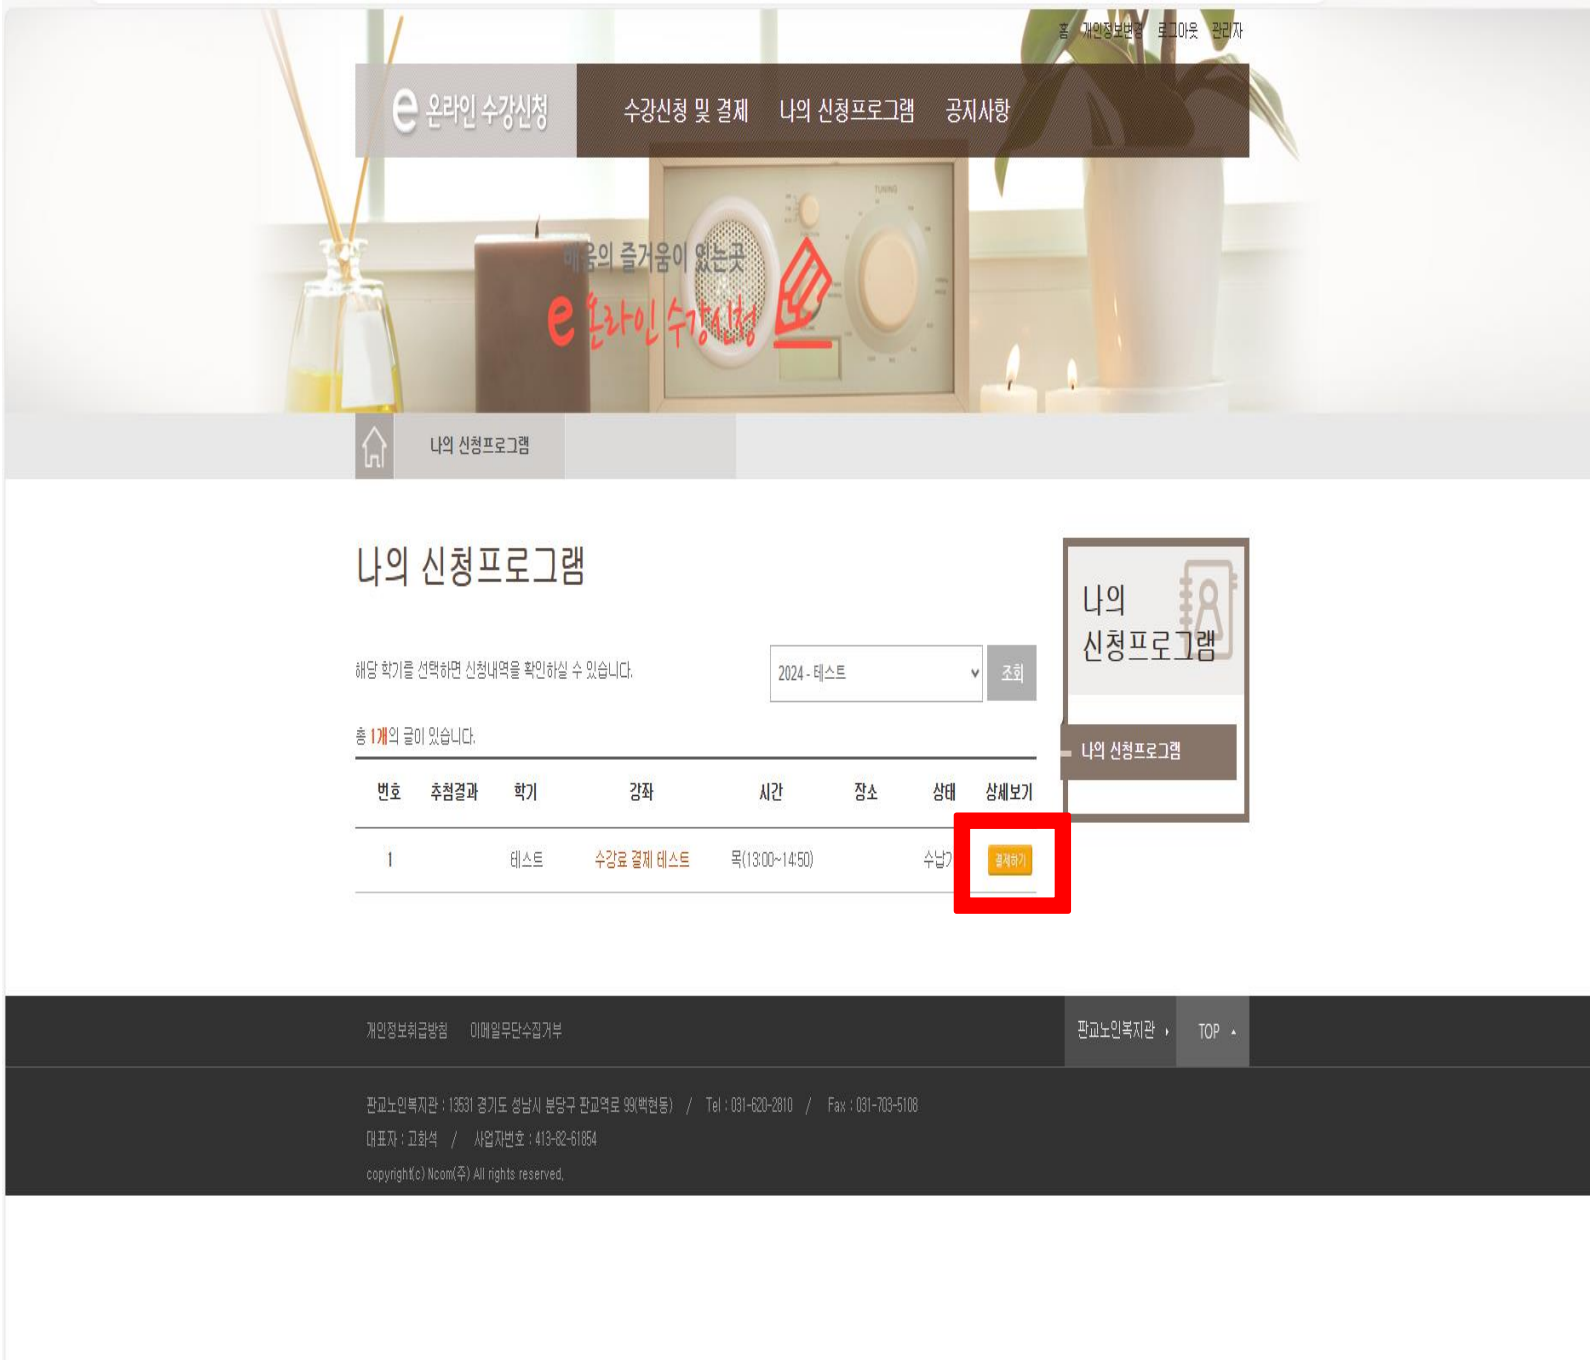 홈 개인정보변경 로그아웃 관리자
e 온라인 수강신청 수강신청 및 결제 나의 신청프로그램 공지사항
TUNING
배움의 즐거움이 있는곳
e 온라인 수강신청
나의 신청프로그램
나의 신청프로그램
나의
신청프로그램
해당 학기를 선택하면 신청내역을 확인하실 수 있습니다. 2024 - 테스트 조회
총 1개의 글이 있습니다.
나의 신청프로그램
번호 추첨결과 학기 강좌 시간 장소 상태 상세보기
1 테스트 수강료 결제 테스트 목(13:00~14:50) 수납 결제하기
개인정보취급방침 이메일무단수집거부 판교노인복지관 TOP
판교노인복지관 : 13531 경기도 성남시 분당구 판교역로 99(백현동) / Tel : 031-620-2810 / Fax : 031-703-5108
대표자 : 고화석 / 사업자번호 : 413-82-61854
copyright(c) Ncom(주) All rights reserved.